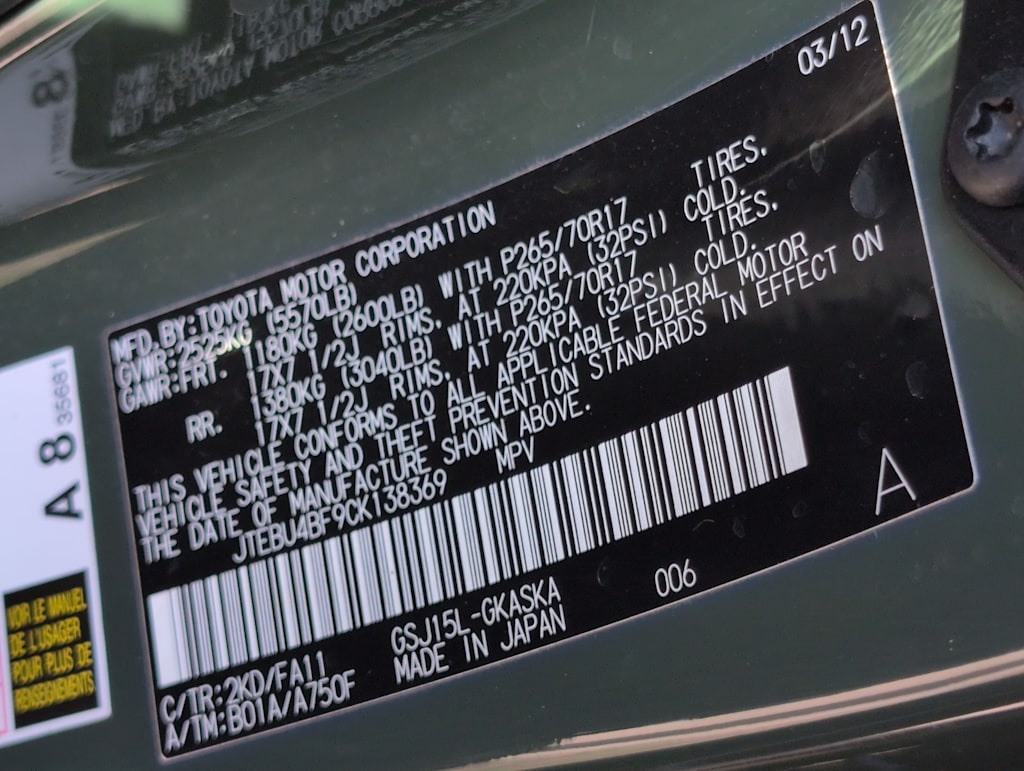 03/12
MFD.BY:TOYOTA MOTOR CORPORATION
GVWR:2525KG (5570LB)
GAWR:FRT. 1180KG (2600LB) WITH P265/70R17 TIRES.
17X7 1/2J RIMS, AT 220KPA (32PSI) COLD.
RR. 1380KG (3040LB) WITH P265/70R17 TIRES.
17X7 1/2J RIMS, AT 220KPA (32PSI) COLD.
THIS VEHICLE CONFORMS TO ALL APPLICABLE FEDERAL MOTOR
VEHICLE SAFETY AND THEFT PREVENTION STANDARDS IN EFFECT ON
THE DATE OF MANUFACTURE SHOWN ABOVE.
JTEBU4BF9CK138369 MPV
A
C/TR:2KD/FA11 GSJ15L-GKASKA 006
A/TM:B01A/A750F MADE IN JAPAN
A8 35681
VOIR LE MANUEL
DE L'USAGER
POUR PLUS DE
RENSEIGNEMENTS